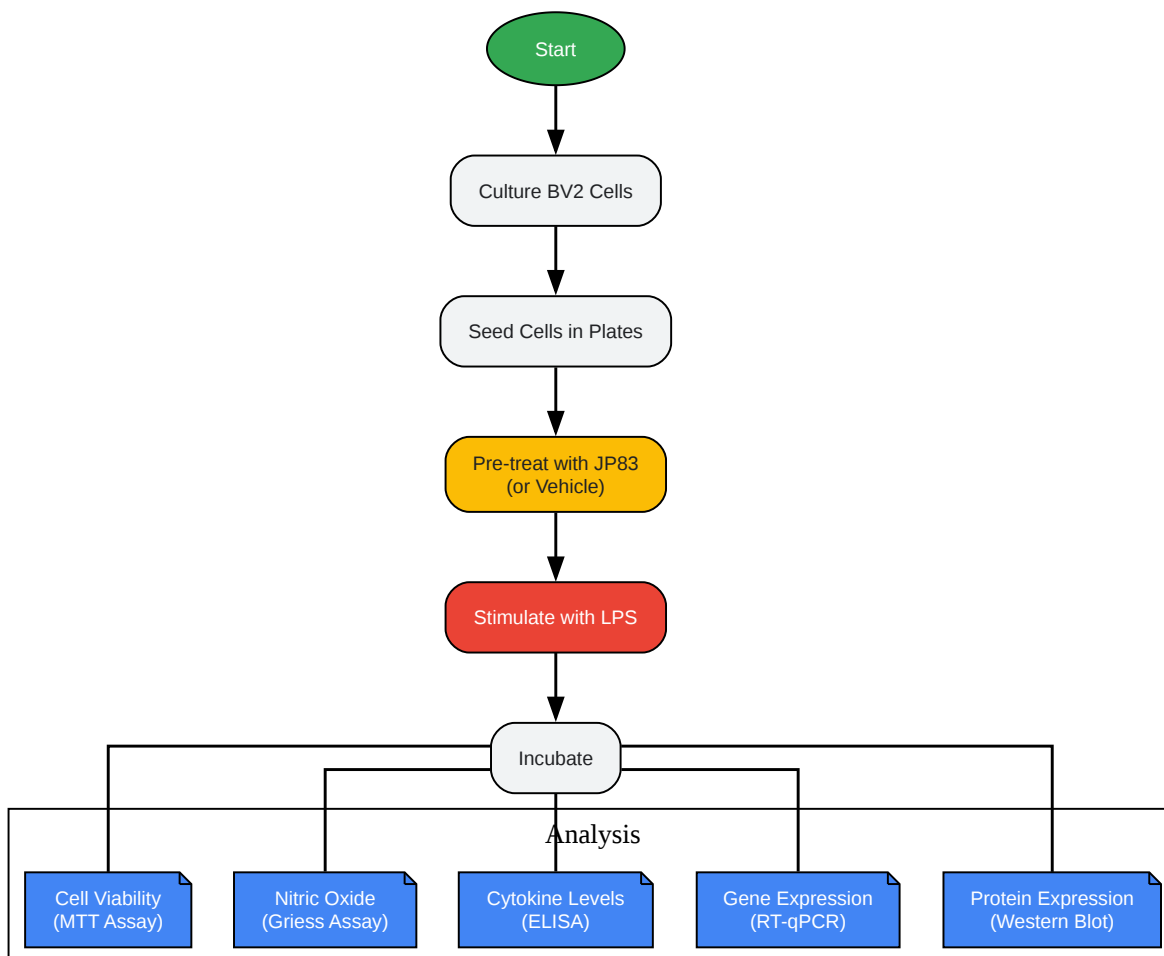 Start
Culture BV2 Cells
Seed Cells in Plates
Pre-treat with JP83
(or Vehicle)
Stimulate with LPS
Incubate
Analysis
Cell Viability
(MTT Assay)
Nitric Oxide
(Griess Assay)
Cytokine Levels
(ELISA)
Gene Expression
(RT-qPCR)
Protein Expression
(Western Blot)